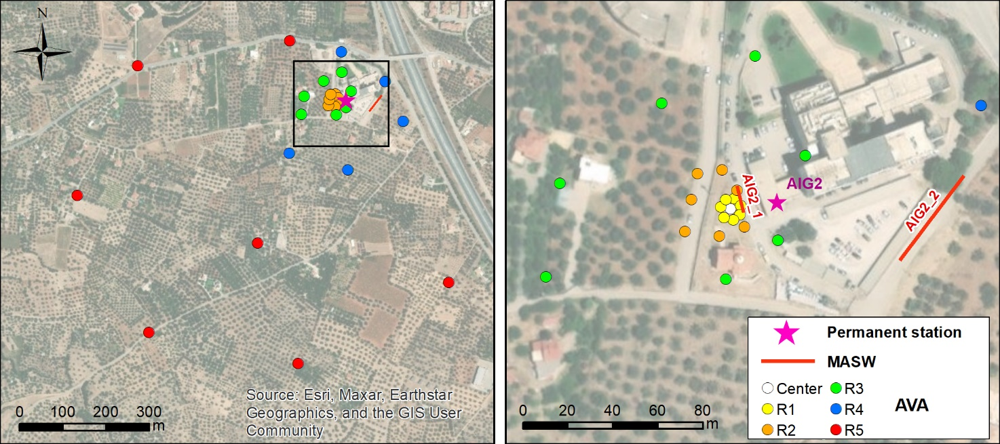 N
Source: Esri, Maxar, Earthstar
Geographics, and the GIS User
Community
0 100 200 300
m
AIG2
AIG2_1
AIG2_2
0 20 40 60 80
m
Permanent station
MASW
Center R3
R1 R4
R2 R5
AVA